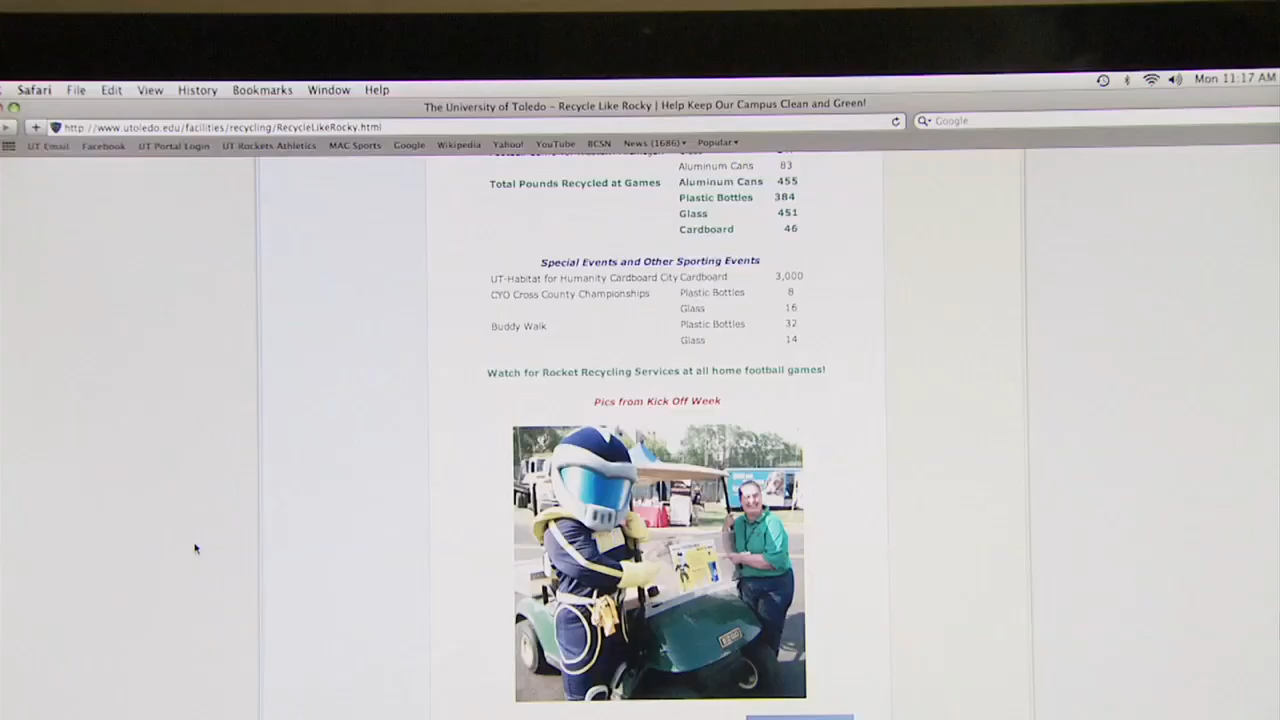 Safari File Edit View History Bookmarks Window Help Mon 11:17 AM
The University of Toledo – Recycle Like Rocky | Help Keep Our Campus Clean and Green!
http://www.utoledo.edu/facilities/recycling/RecycleLikeRocky.html Google
UT Email Facebook UT Portal Login UT Rockets Athletics MAC Sports Google Wikipedia Yahoo! YouTube BCSN News (1686) Popular
Aluminum Cans 83
Total Pounds Recycled at Games Aluminum Cans 455
Plastic Bottles 384
Glass 451
Cardboard 46
Special Events and Other Sporting Events
UT-Habitat for Humanity Cardboard City Cardboard 3,000
CYO Cross County Championships Plastic Bottles 8
Glass 16
Buddy Walk Plastic Bottles 32
Glass 14
Watch for Rocket Recycling Services at all home football games!
Pics from Kick Off Week